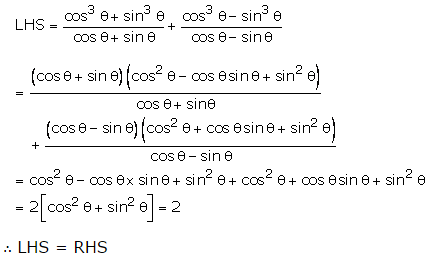 LHS = (cos³ θ + sin³ θ)/(cos θ + sin θ) + (cos³ θ − sin³ θ)/(cos θ − sin θ)
= (cos θ + sin θ)(cos² θ − cos θ sin θ + sin² θ)/(cos θ + sin θ)
+ (cos θ − sin θ)(cos² θ + cos θ sin θ + sin² θ)/(cos θ − sin θ)
= cos² θ − cos θ x sin θ + sin² θ + cos² θ + cos θ sin θ + sin² θ
= 2[cos² θ + sin² θ] = 2
∴ LHS = RHS